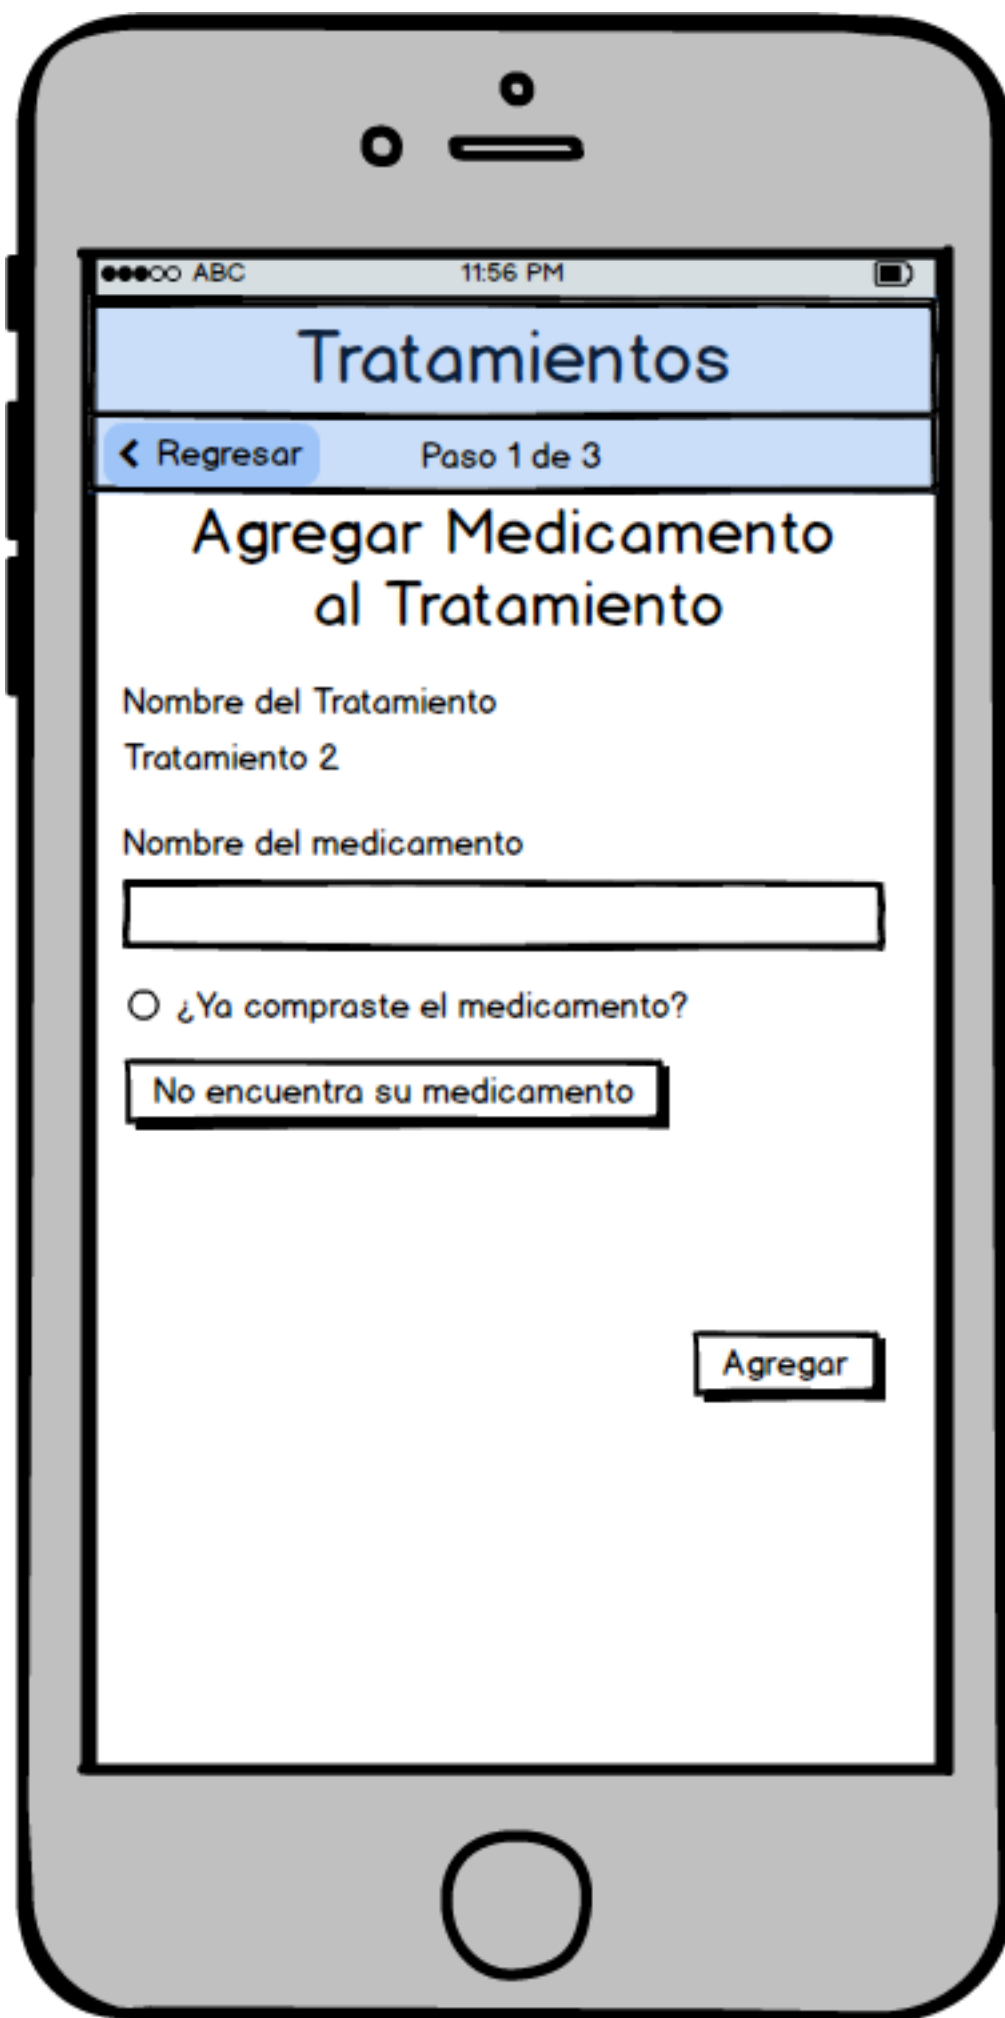 ABC 11:56 PM
Tratamientos
Regresar Paso 1 de 3
Agregar Medicamento
al Tratamiento
Nombre del Tratamiento
Tratamiento 2
Nombre del medicamento
¿Ya compraste el medicamento?
No encuentra su medicamento
Agregar